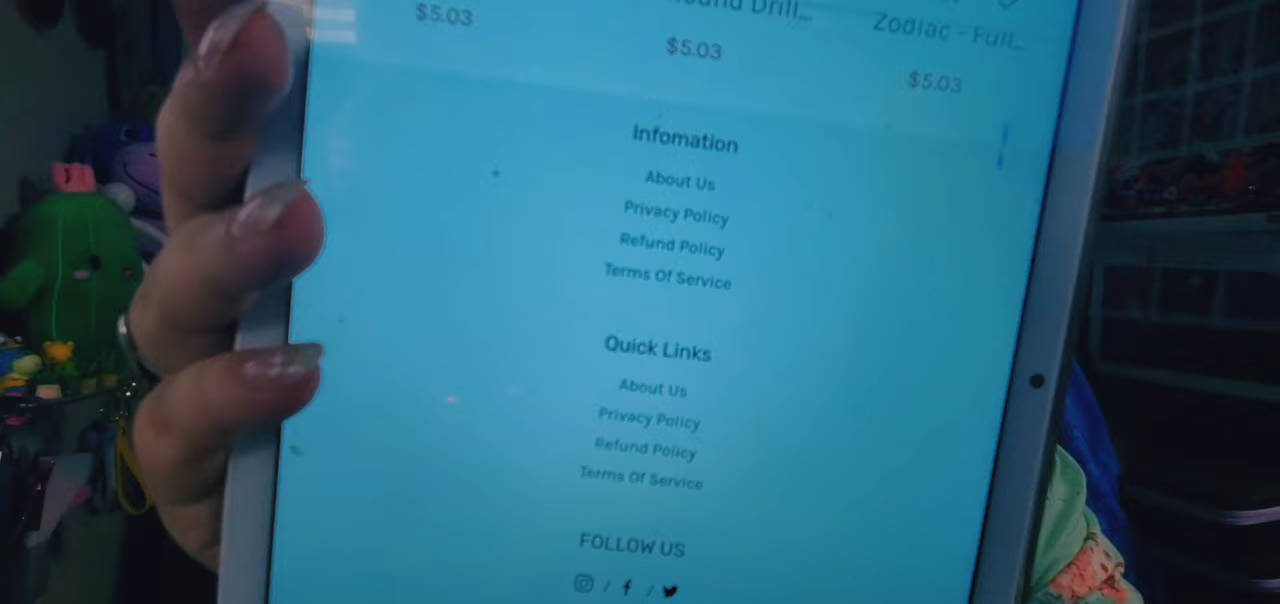 $5.03
Drill...
$5.03
Zodiac - Full...
$5.03
Infomation
About Us
Privacy Policy
Refund Policy
Terms Of Service
Quick Links
About Us
Privacy Policy
Refund Policy
Terms Of Service
FOLLOW US
/ /